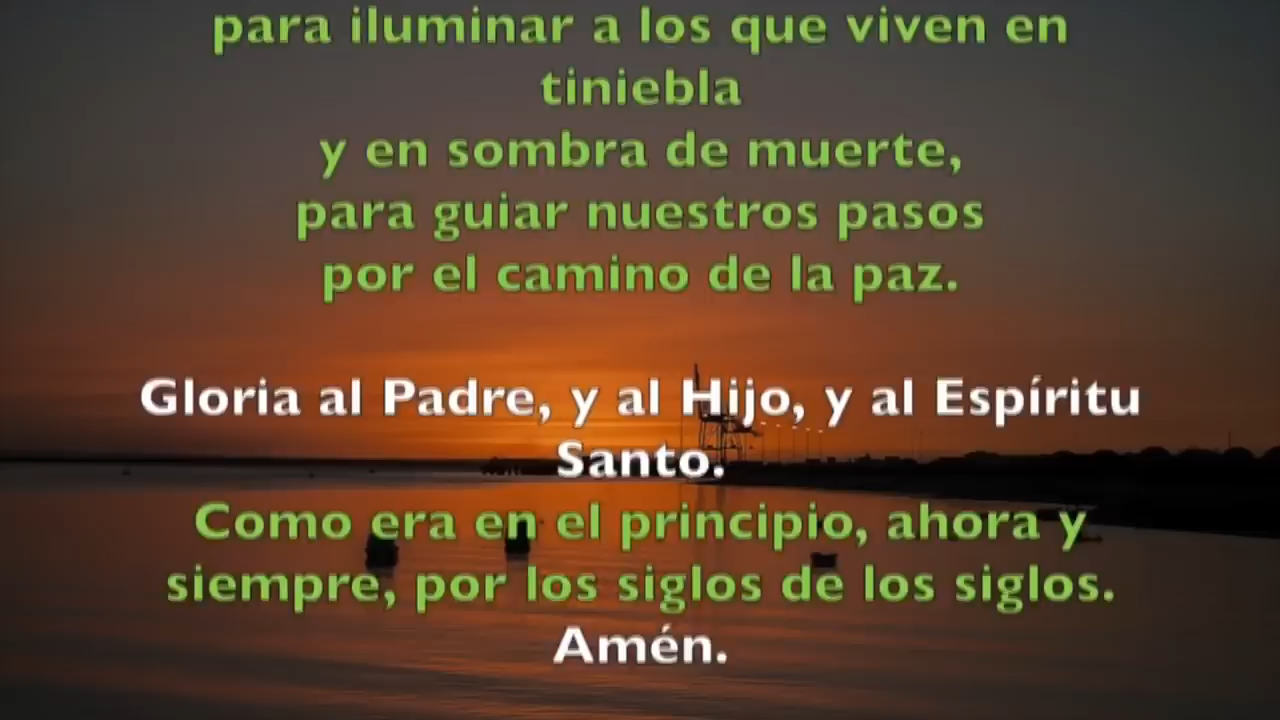 para iluminar a los que viven en
tiniebla
y en sombra de muerte,
para guiar nuestros pasos
por el camino de la paz.
Gloria al Padre, y al Hijo, y al Espíritu
Santo.
Como era en el principio, ahora y
siempre, por los siglos de los siglos.
Amén.